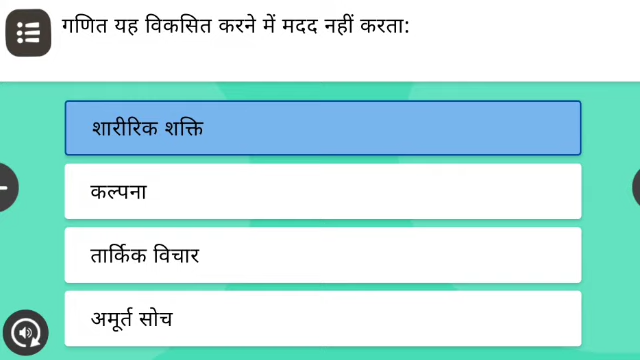 गणित यह विकसित करने में मदद नहीं करता:
शारीरिक शक्ति
कल्पना
तार्किक विचार
अमूर्त सोच